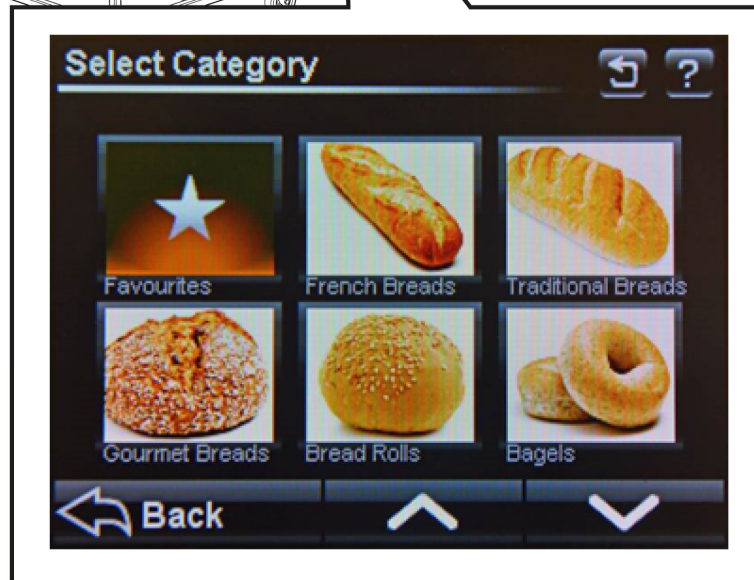 Select Category
?
Favourites
French Breads
Traditional Breads
Gourmet Breads
Bread Rolls
Bagels
Back